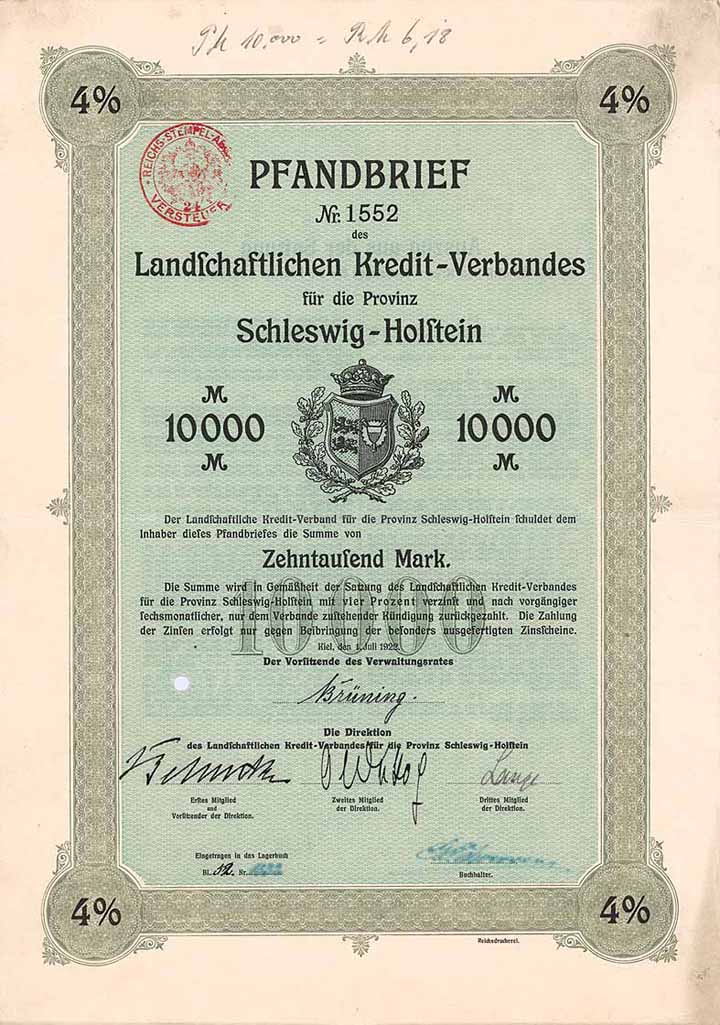 10.000 = RM 6,18
4% 4%
REICHS-STEMPEL-
VERSTEUERT
24
PFANDBRIEF
Nr. 1552
des
Landſchaftlichen Kredit-Verbandes
für die Provinz
Schleswig-Holſtein
M M
10000 10000
M M
Der Landſchaftliche Kredit-Verband für die Provinz Schleswig-Holſtein ſchuldet dem
Inhaber dieſes Pfandbriefes die Summe von
Zehntauſend Mark.
10000
Die Summe wird in Gemäßheit der Satzung des Landſchaftlichen Kredit-Verbandes
für die Provinz Schleswig-Holſtein mit vier Prozent verzinſt und nach vorgängiger
ſechsmonatlicher, nur dem Verbande zuſtehender Kündigung zurückgezahlt. Die Zahlung
der Zinſen erfolgt nur gegen Beibringung der beſonders ausgefertigten Zinsſcheine.
Kiel, den 1. Juli 1922.
Der Vorſitzende des Verwaltungsrates
Brüning.
Die Direktion
des Landſchaftlichen Kredit-Verbandes für die Provinz Schleswig-Holſtein
Lange
Erſtes Mitglied Zweites Mitglied Drittes Mitglied
und der Direktion. der Direktion.
Vorſitzender der Direktion.
Eingetragen in das Lagerbuch
Bl. 52. Nr.
Buchhalter.
4% 4%
Reichsdruckerei.